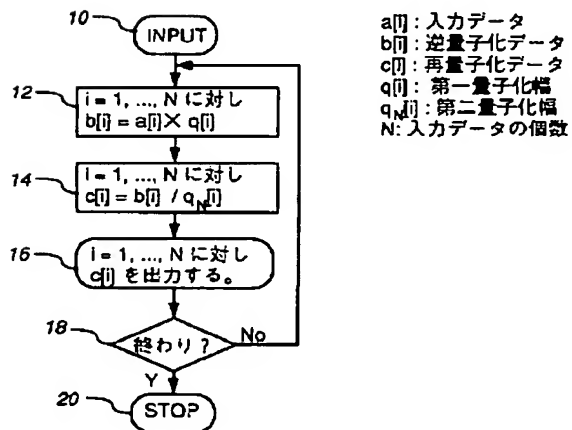 10
INPUT
12
i = 1, ..., N に対し
b[i] = a[i]× q[i]
14
i = 1, ..., N に対し
c[i] = b[i] / q_N[i]
16
i = 1, ..., N に対し
c[i] を出力する。
18
終わり？
No
Y
20
STOP
a[i] : 入力データ
b[i] : 逆量子化データ
c[i] : 再量子化データ
q[i] : 第一量子化幅
q_N[i] : 第二量子化幅
N: 入力データの個数